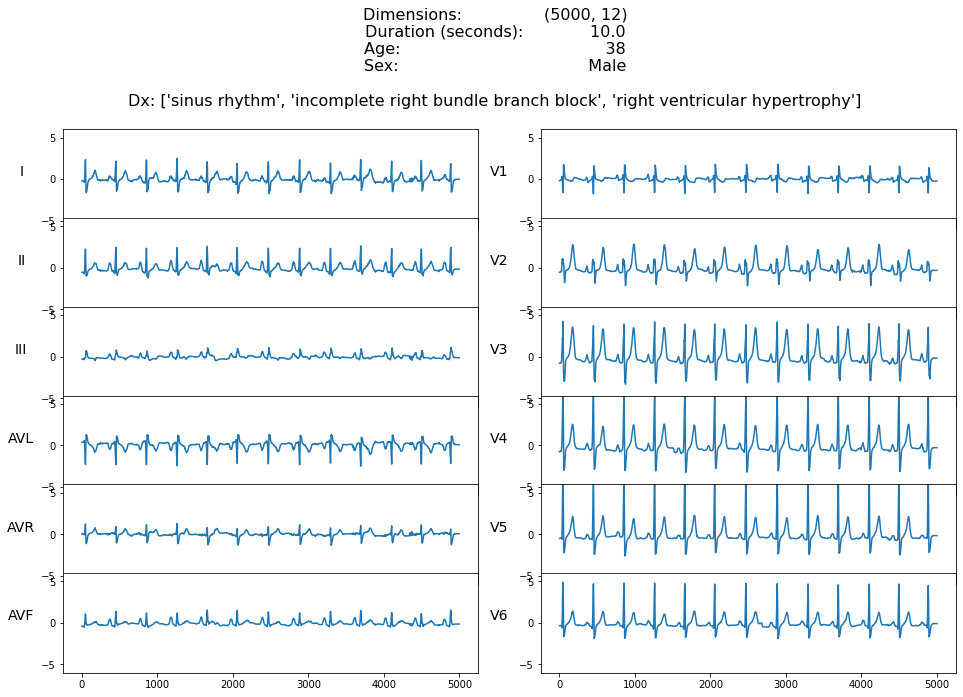 Dimensions: (5000, 12)
Duration (seconds): 10.0
Age: 38
Sex: Male
Dx: ['sinus rhythm', 'incomplete right bundle branch block', 'right ventricular hypertrophy']
I 5 0 −5
V1 5 0 −5
II 5 0 −5
V2 5 0 −5
III 5 0 −5
V3 5 0 −5
AVL 5 0 −5
V4 5 0 −5
AVR 5 0 −5
V5 5 0 −5
AVF 5 0 −5
V6 5 0 −5
0 1000 2000 3000 4000 5000
0 1000 2000 3000 4000 5000